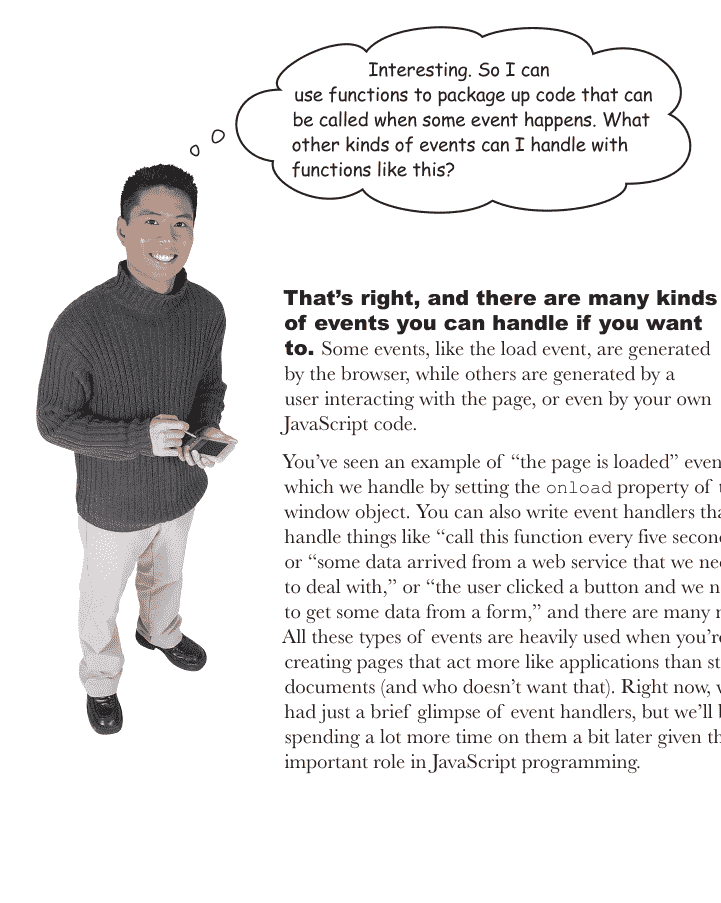 Interesting. So I can
use functions to package up code that can
be called when some event happens. What
other kinds of events can I handle with
functions like this?
That's right, and there are many kinds
of events you can handle if you want
to. Some events, like the load event, are generated
by the browser, while others are generated by a
user interacting with the page, or even by your own
JavaScript code.
You've seen an example of “the page is loaded” even
which we handle by setting the onload property of t
window object. You can also write event handlers tha
handle things like “call this function every five secon
or “some data arrived from a web service that we ne
to deal with,” or “the user clicked a button and we n
to get some data from a form,” and there are many m
All these types of events are heavily used when you're
creating pages that act more like applications than st
documents (and who doesn't want that). Right now, w
had just a brief glimpse of event handlers, but we'll b
spending a lot more time on them a bit later given th
important role in JavaScript programming.